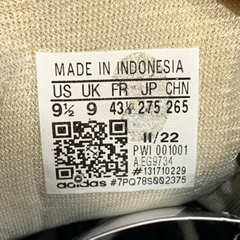 MADE IN INDONESIA
US UK FR JP CHN
9½ 9 43⅓ 275 265
11/22
PWI 001001
AEG9734
#131710229
adidas #7PQ78S002375